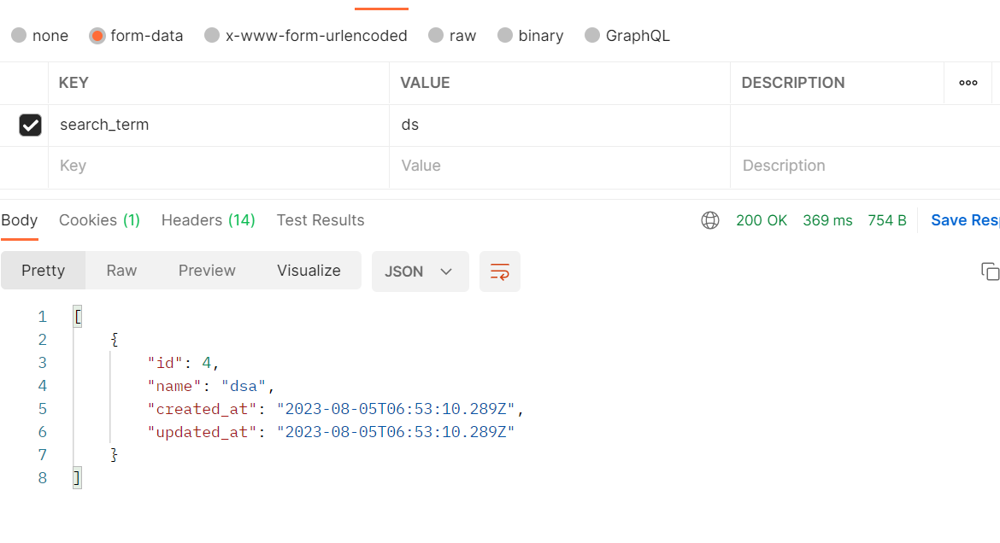 none form-data x-www-form-urlencoded raw binary GraphQL
KEY VALUE DESCRIPTION
search_term ds
Key Value Description
Body Cookies (1) Headers (14) Test Results 200 OK 369 ms 754 B Save Res
Pretty Raw Preview Visualize JSON
1 [
2 {
3 "id": 4,
4 "name": "dsa",
5 "created_at": "2023-08-05T06:53:10.289Z",
6 "updated_at": "2023-08-05T06:53:10.289Z"
7 }
8 ]